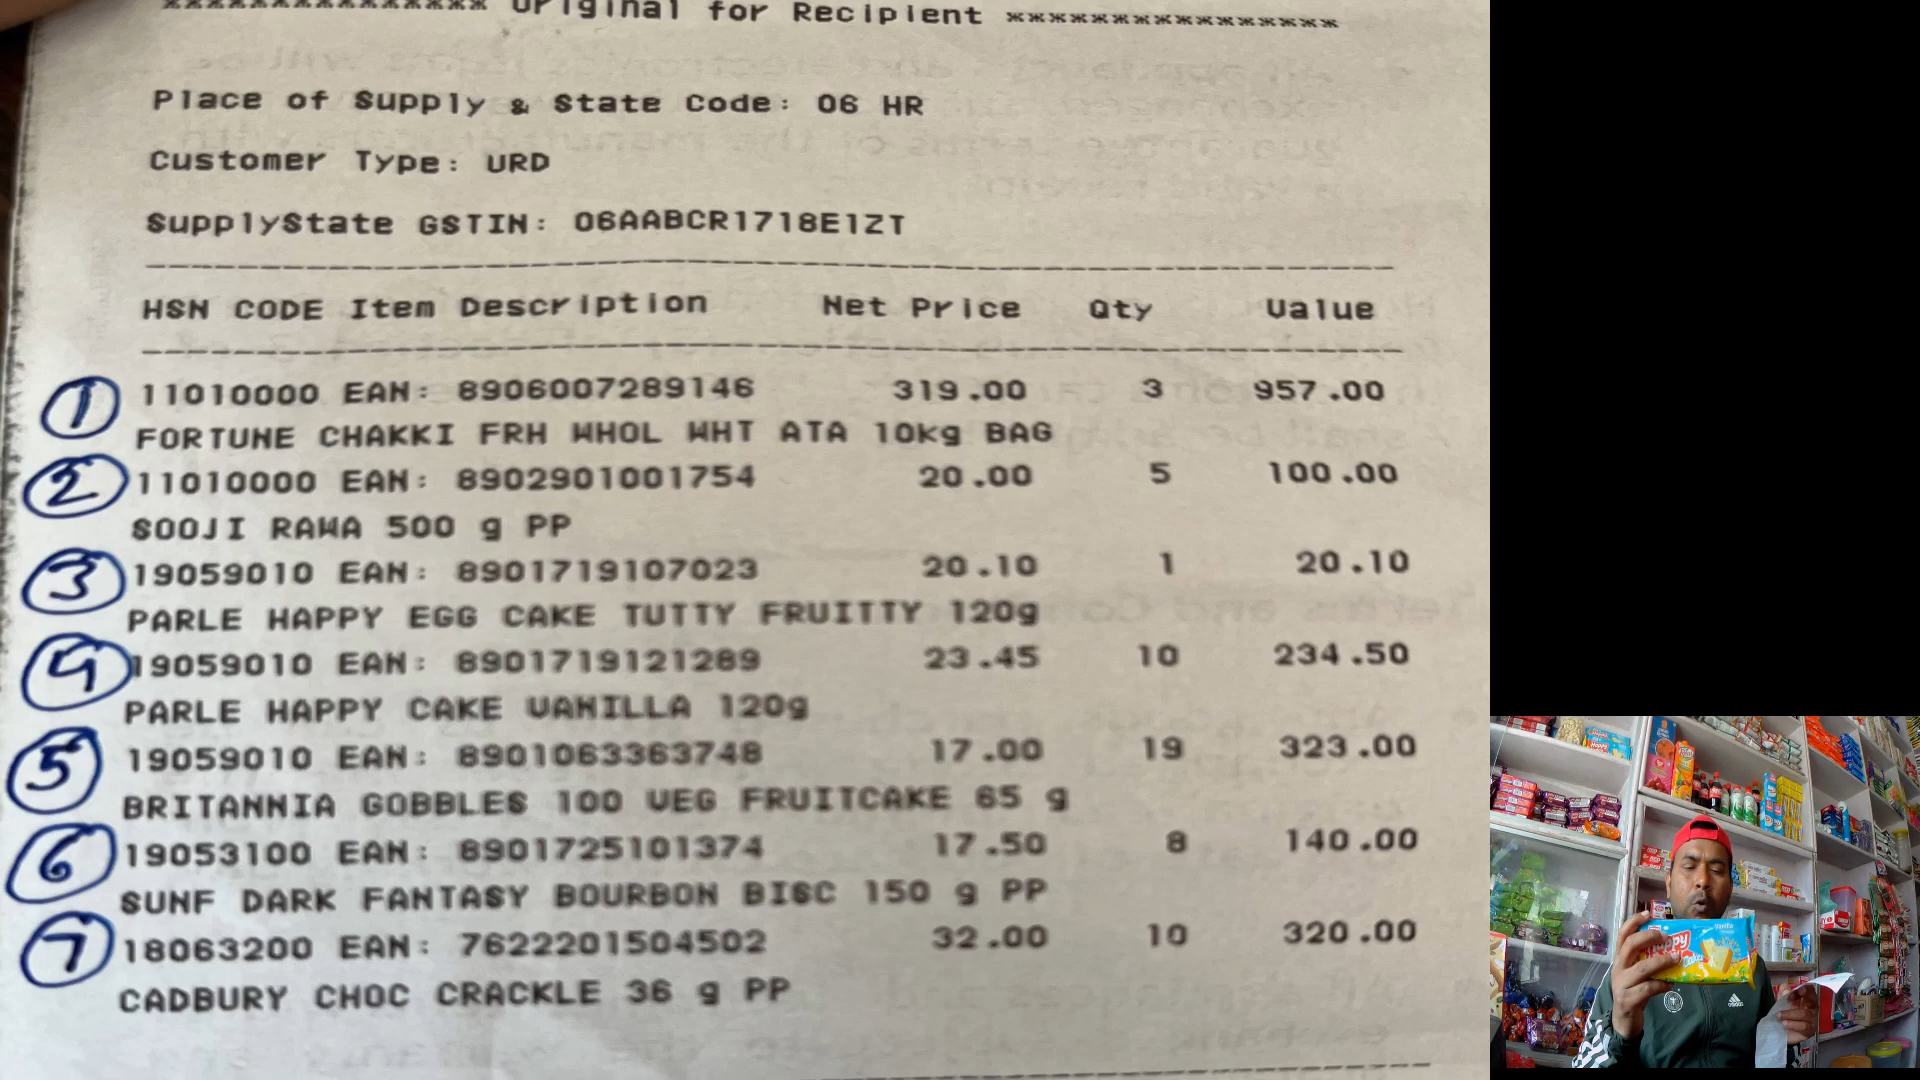 **************** Original for Recipient ****************
Place of Supply & State Code: 06 HR
Customer Type: URD
SupplyState GSTIN: 06AABCR1718E1ZT
HSN CODE Item Description Net Price Qty Value
1 11010000 EAN: 8906007289146 319.00 3 957.00
FORTUNE CHAKKI FRH WHOL WHT ATA 10kg BAG
2 11010000 EAN: 8902901001754 20.00 5 100.00
SOOJI RAWA 500 g PP
3 19059010 EAN: 8901719107023 20.10 1 20.10
PARLE HAPPY EGG CAKE TUTTY FRUITTY 120g
4 19059010 EAN: 8901719121289 23.45 10 234.50
PARLE HAPPY CAKE VANILLA 120g
5 19059010 EAN: 8901063363748 17.00 19 323.00
BRITANNIA GOBBLES 100 VEG FRUITCAKE 65 g
6 19053100 EAN: 8901725101374 17.50 8 140.00
SUNF DARK FANTASY BOURBON BISC 150 g PP
7 18063200 EAN: 7622201504502 32.00 10 320.00
CADBURY CHOC CRACKLE 36 g PP
Vanilla
Happy
adidas